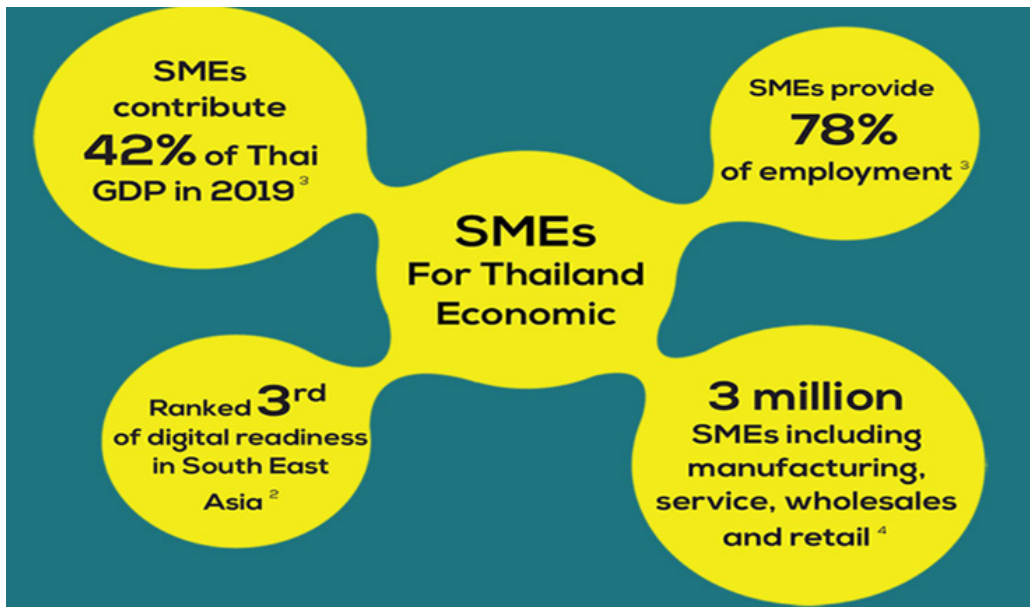 SMEs
contribute
42% of Thai
GDP in 2019 3
SMEs provide
78%
of employment 3
SMEs
For Thailand
Economic
Ranked 3rd
of digital readiness
in South East
Asia 2
3 million
SMEs including
manufacturing,
service, wholesales
and retail 4